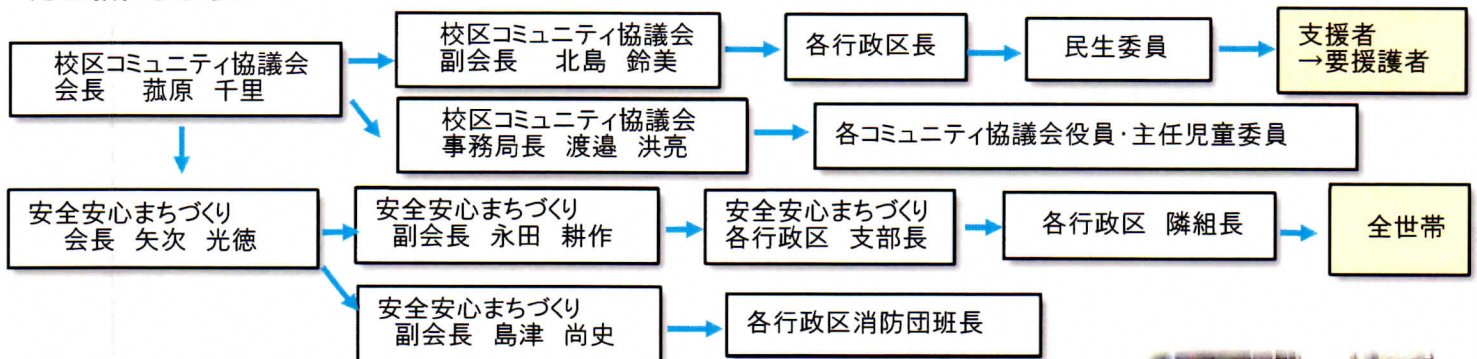 校区コミュニティ協議会
会長 菰原 千里
校区コミュニティ協議会
副会長 北島 鈴美
各行政区長
民生委員
支援者
→要援護者
校区コミュニティ協議会
事務局長 渡邉 洪亮
各コミュニティ協議会役員・主任児童委員
安全安心まちづくり
会長 矢次 光徳
安全安心まちづくり
副会長 永田 耕作
安全安心まちづくり
各行政区 支部長
各行政区 隣組長
全世帯
安全安心まちづくり
副会長 島津 尚史
各行政区消防団班長